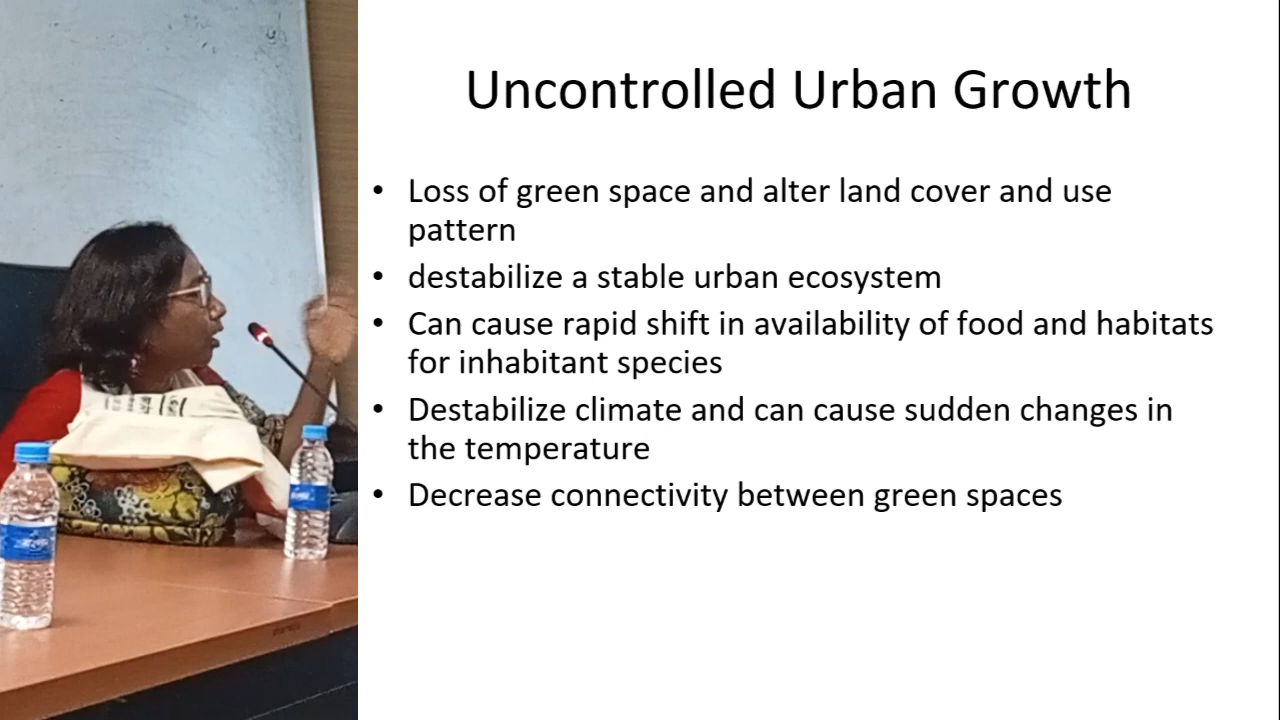 Uncontrolled Urban Growth
• Loss of green space and alter land cover and use
pattern
• destabilize a stable urban ecosystem
• Can cause rapid shift in availability of food and habitats
for inhabitant species
• Destabilize climate and can cause sudden changes in
the temperature
• Decrease connectivity between green spaces